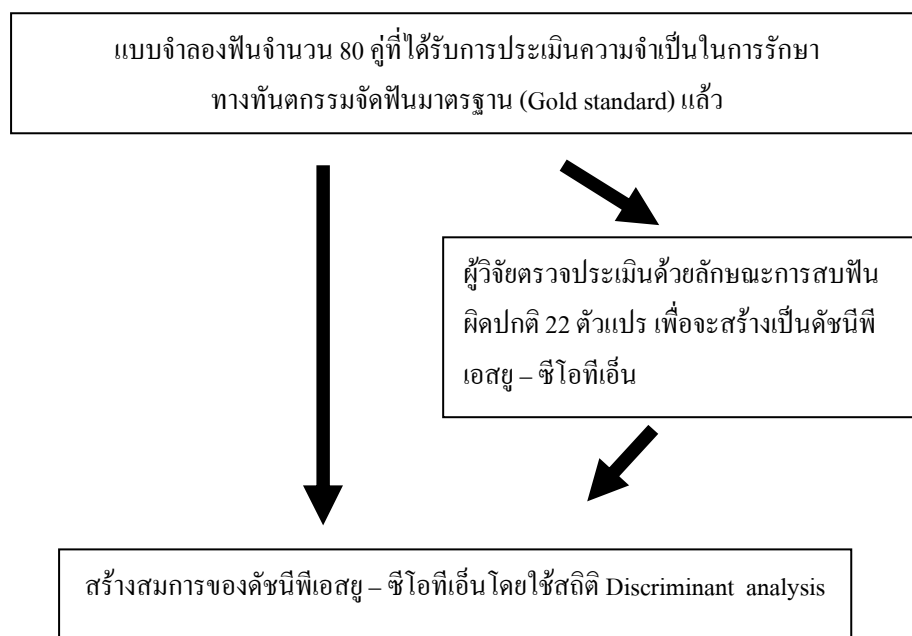 แบบจำลองฟันจำนวน 80 คู่ที่ได้รับการประเมินความจำเป็นในการรักษา
ทางทันตกรรมจัดฟันมาตรฐาน (Gold standard) แล้ว
ผู้วิจัยตรวจประเมินด้วยลักษณะการสบฟัน
ผิดปกติ 22 ตัวแปร เพื่อจะสร้างเป็นดัชนีพี
เอสยู – ซีโอทีเอ็น
สร้างสมการของดัชนีพีเอสยู – ซีโอทีเอ็นโดยใช้สถิติ Discriminant analysis